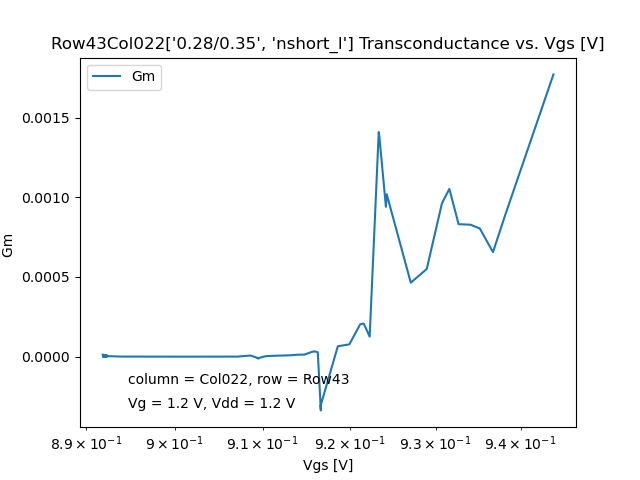 Row43Col022['0.28/0.35', 'nshort_l'] Transconductance vs. Vgs [V]
Gm
0.0015
0.0010
0.0005
0.0000
Gm
column = Col022, row = Row43
Vg = 1.2 V, Vdd = 1.2 V
8.9 × 10⁻¹ 9 × 10⁻¹ 9.1 × 10⁻¹ 9.2 × 10⁻¹ 9.3 × 10⁻¹ 9.4 × 10⁻¹
Vgs [V]